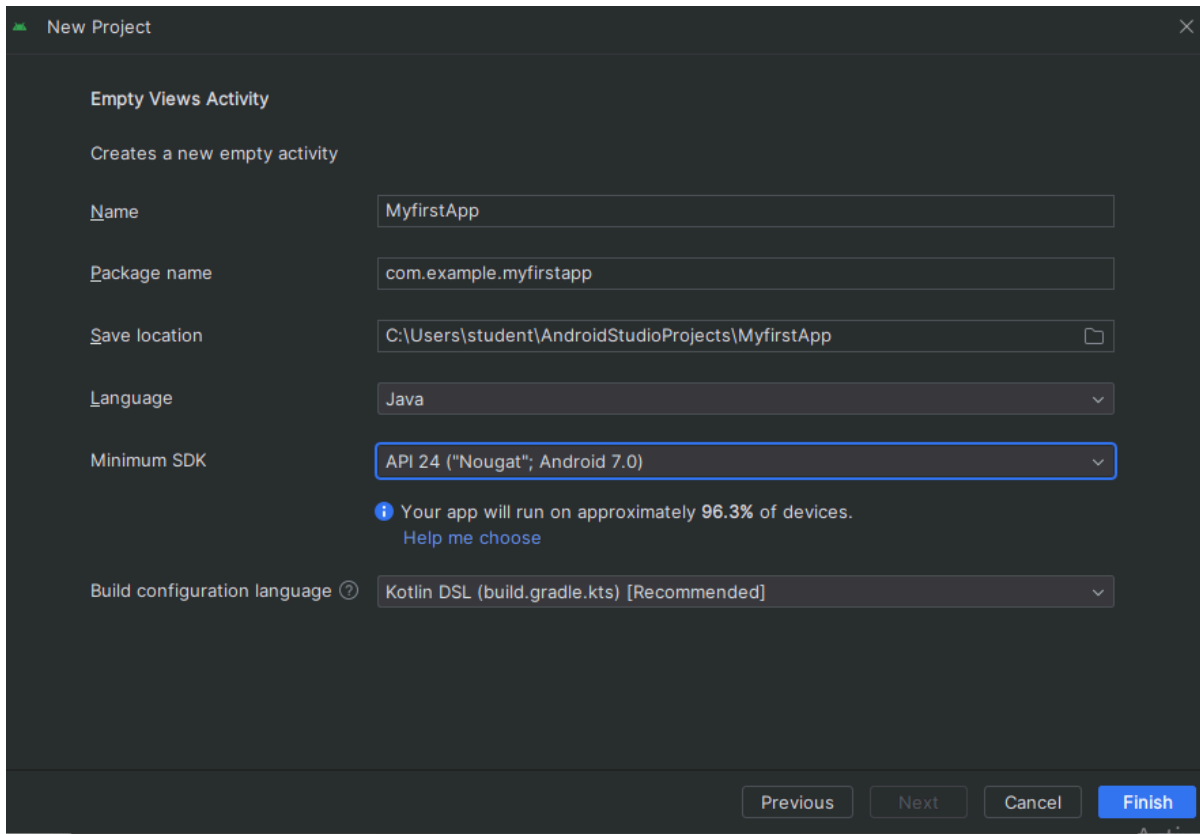 New Project
Empty Views Activity
Creates a new empty activity
Name MyfirstApp
Package name com.example.myfirstapp
Save location C:\Users\student\AndroidStudioProjects\MyfirstApp
Language Java
Minimum SDK API 24 ("Nougat"; Android 7.0)
Your app will run on approximately 96.3% of devices.
Help me choose
Build configuration language Kotlin DSL (build.gradle.kts) [Recommended]
Previous Next Cancel Finish